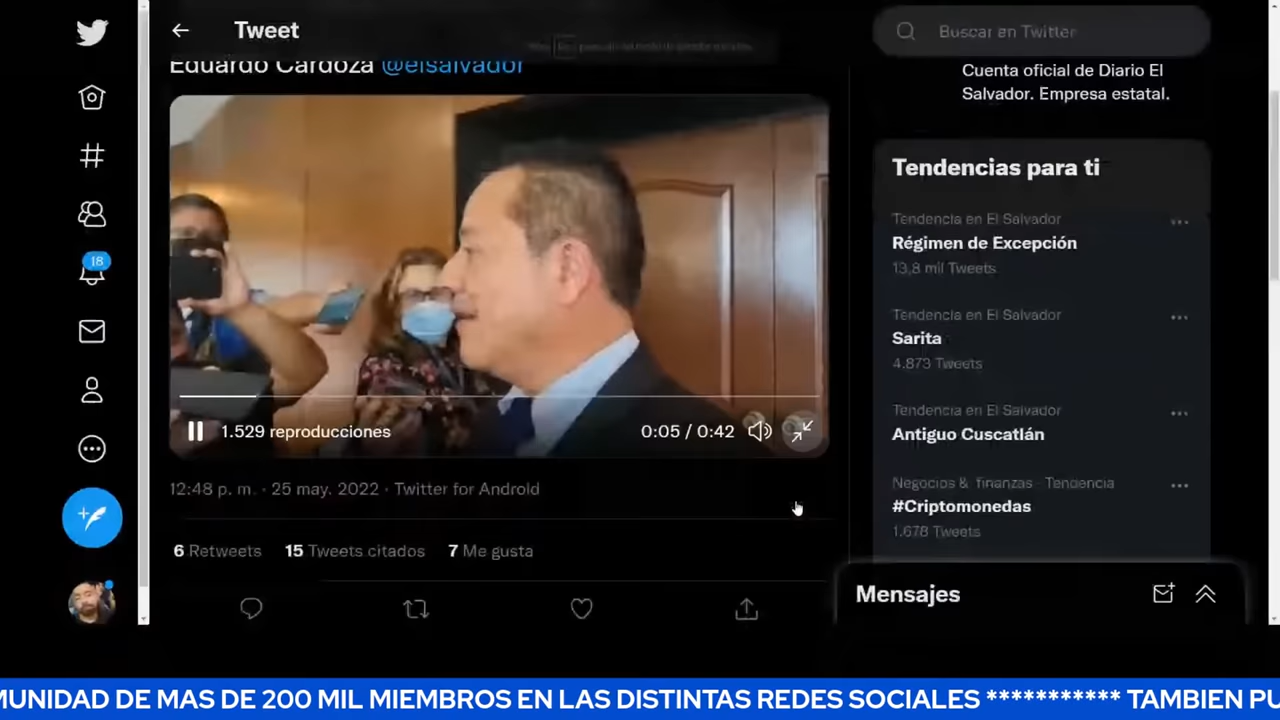 Tweet
Buscar en Twitter
Eduardo Cardoza @elsalvador
Cuenta oficial de Diario El
Salvador. Empresa estatal.
Tendencias para ti
Tendencia en El Salvador
Régimen de Excepción
13,8 mil Tweets
Tendencia en El Salvador
Sarita
4.873 Tweets
Tendencia en El Salvador
Antiguo Cuscatlán
Negocios & finanzas · Tendencia
#Criptomonedas
1.678 Tweets
18
1.529 reproducciones
0:05 / 0:42
12:48 p. m. · 25 may. 2022 · Twitter for Android
6 Retweets 15 Tweets citados 7 Me gusta
Mensajes
MUNIDAD DE MAS DE 200 MIL MIEMBROS EN LAS DISTINTAS REDES SOCIALES *********** TAMBIEN PU